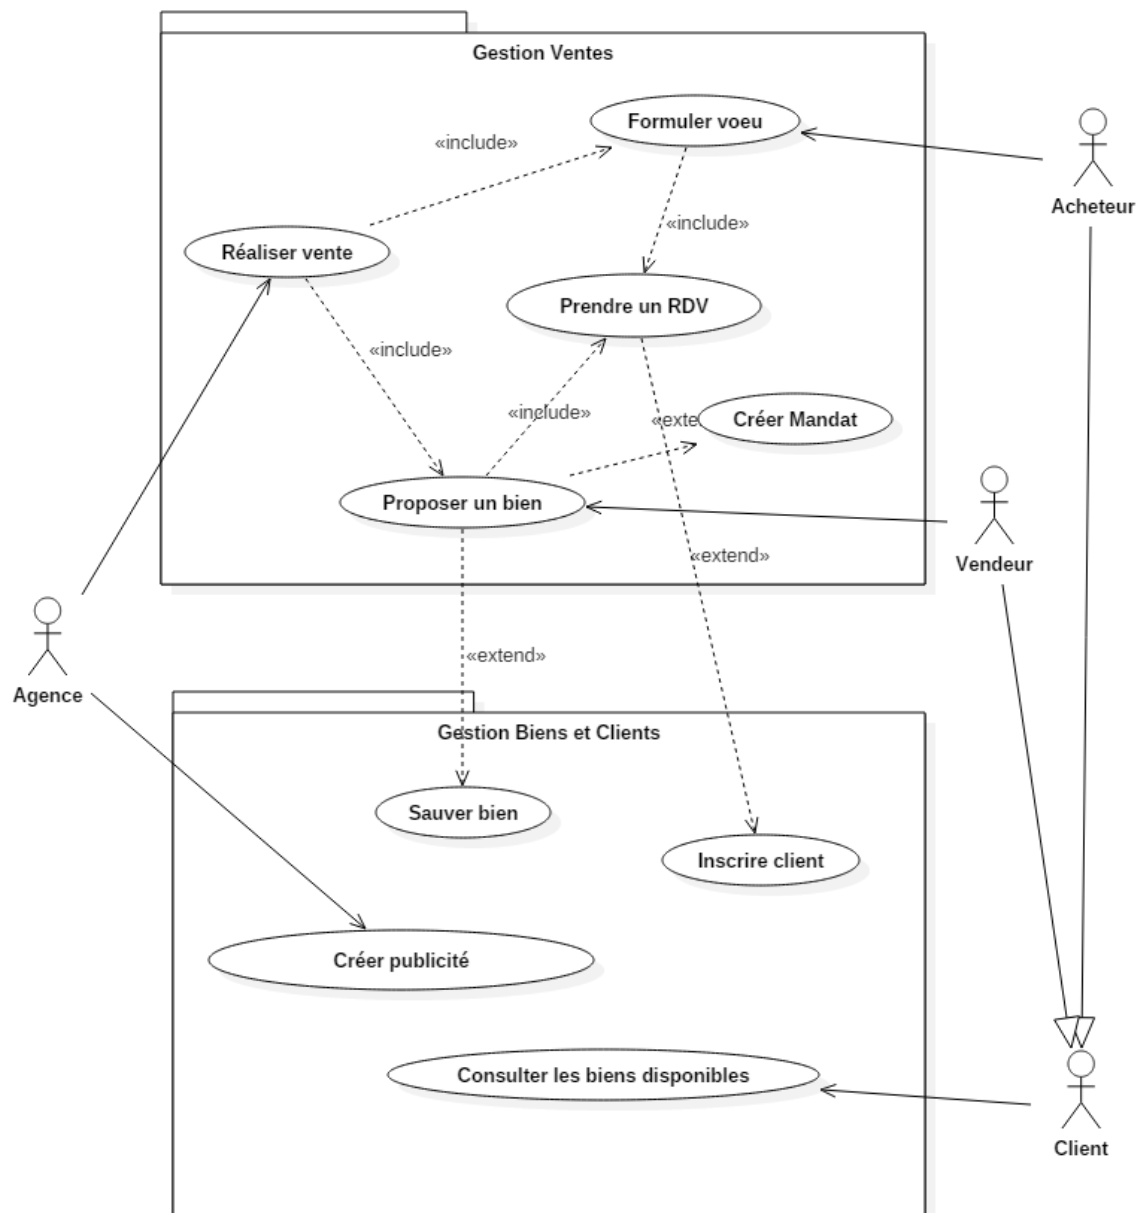 Gestion Ventes
Formuler voeu
«include»
Acheteur
«include»
Réaliser vente
Prendre un RDV
«include»
«include»
«exte
Créer Mandat
Proposer un bien
«extend»
Vendeur
«extend»
Agence
Gestion Biens et Clients
Sauver bien
Inscrire client
Créer publicité
Consulter les biens disponibles
Client